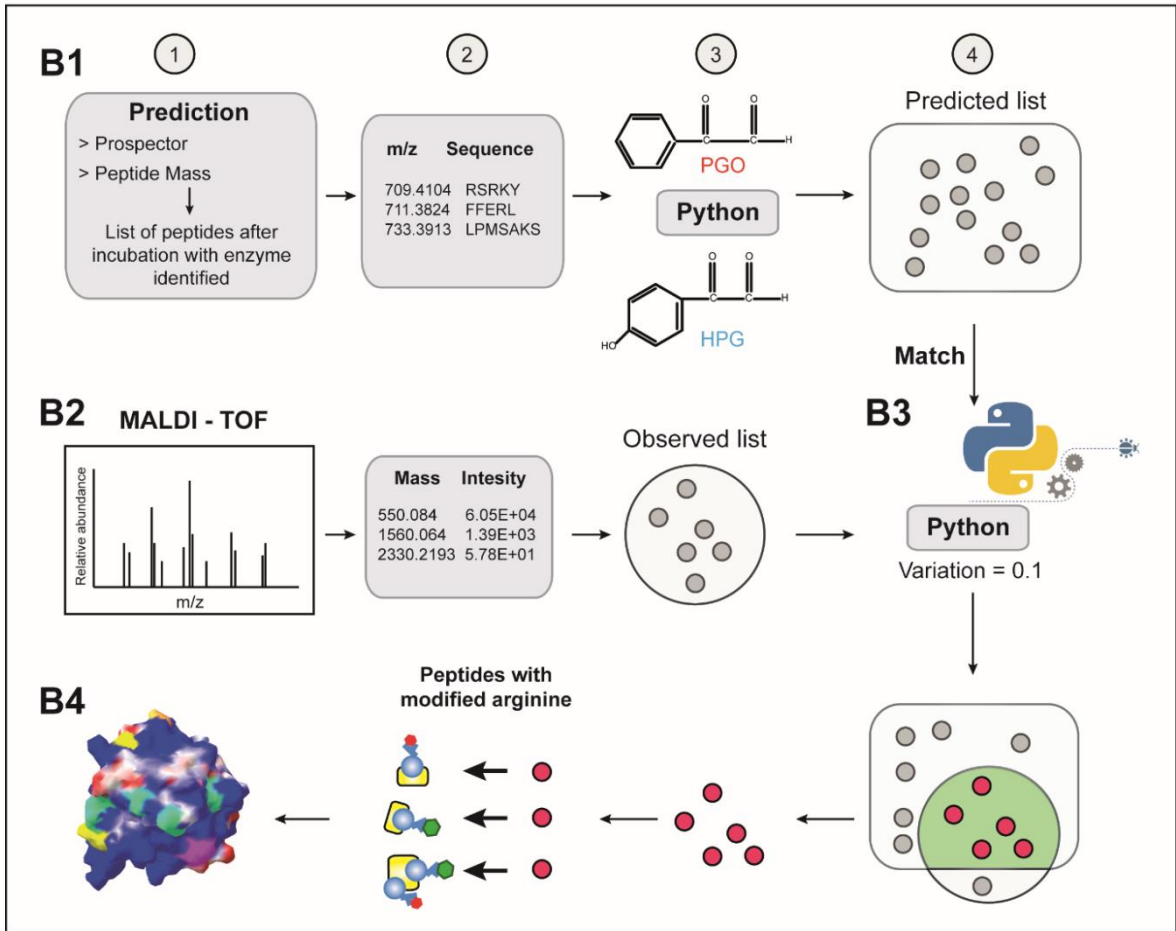 B1
1
2
3
4
Prediction
> Prospector
> Peptide Mass
List of peptides after
incubation with enzyme
identified
m/z Sequence
709.4104 RSRKY
711.3824 FFERL
733.3913 LPMSAKS
O O
C C H
PGO
Python
O O
C C H
HO
HPG
Predicted list
Match
B2
MALDI - TOF
Relative abundance
m/z
Mass Intesity
550.084 6.05E+04
1560.064 1.39E+03
2330.2193 5.78E+01
Observed list
B3
Python
Variation = 0.1
B4
Peptides with
modified arginine